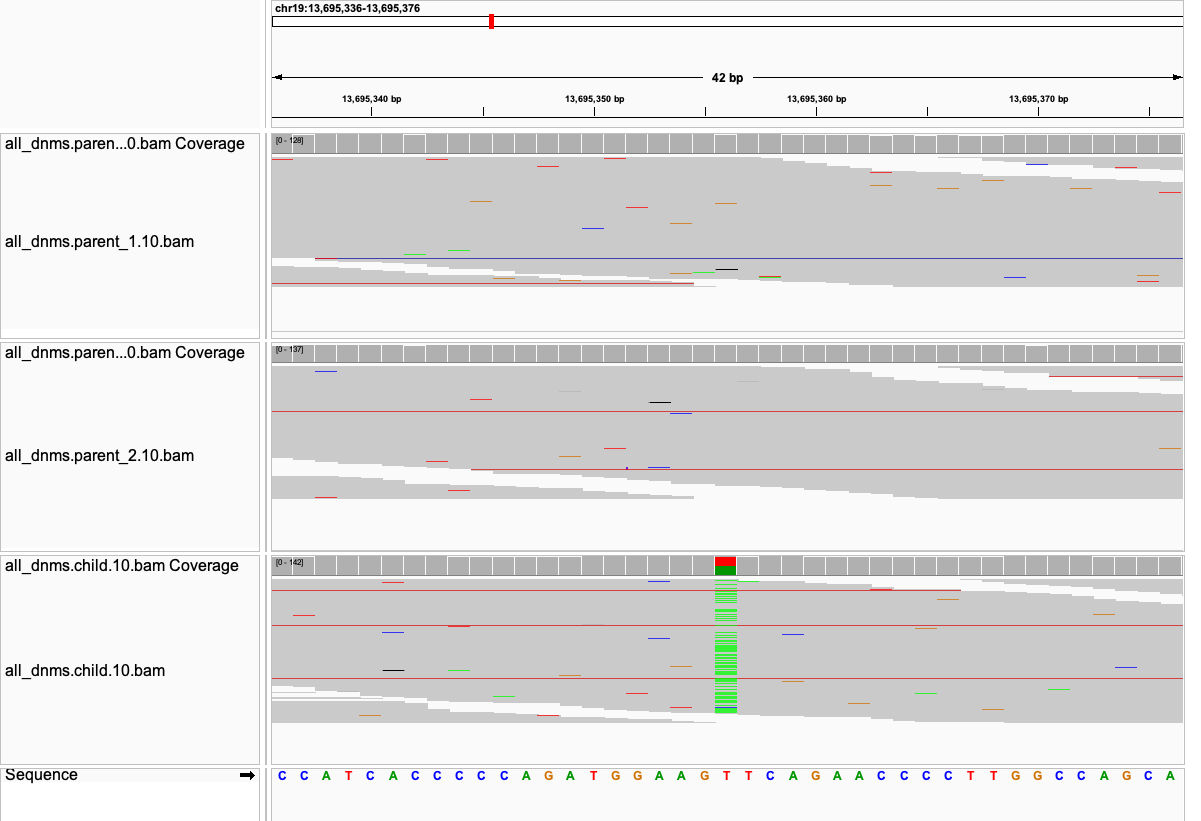 chr19:13,695,336-13,695,376
42 bp
13,695,340 bp 13,695,350 bp 13,695,360 bp 13,695,370 bp
all_dnms.paren...0.bam Coverage
[0 - 128]
all_dnms.parent_1.10.bam
all_dnms.paren...0.bam Coverage
[0 - 137]
all_dnms.parent_2.10.bam
all_dnms.child.10.bam Coverage
[0 - 142]
all_dnms.child.10.bam
Sequence
C C A T C A C C C C C A G A T G G A A G T T C A G A A C C C C T T G G C C A G C A